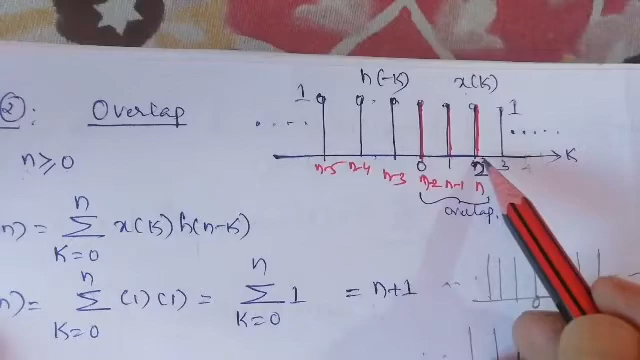 ②: Overlap
h(-k) x(k)
1 1
..... .....
0 1 2 3 K
n-5 n-4 n-3 n-2 n-1 n
overlap.
n≥0
n) = Σ x(k) h(n-k)
n
K=0
n) = Σ (1)(1) = Σ 1 = n+1
n n
K=0 K=0
0